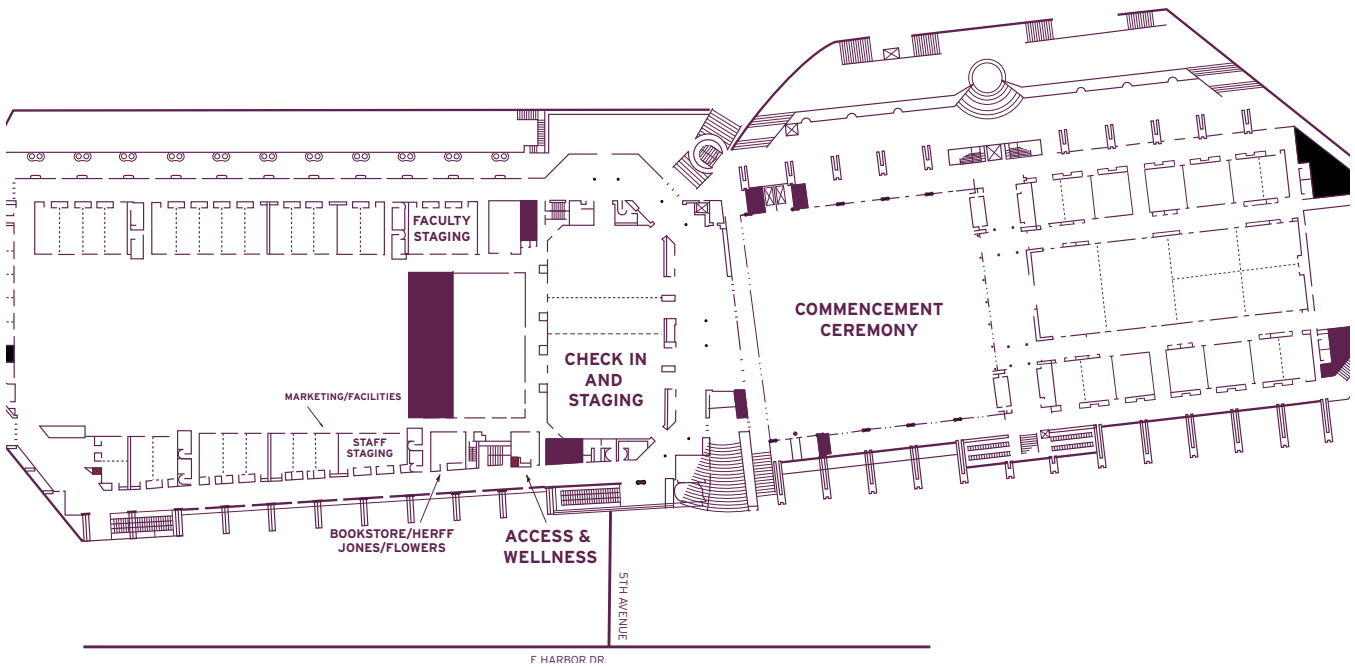 FACULTY
STAGING
COMMENCEMENT
CEREMONY
CHECK IN
AND
STAGING
MARKETING/FACILITIES
STAFF
STAGING
BOOKSTORE/HERFF
JONES/FLOWERS
ACCESS &
WELLNESS
5TH AVENUE
E HARBOR DR.